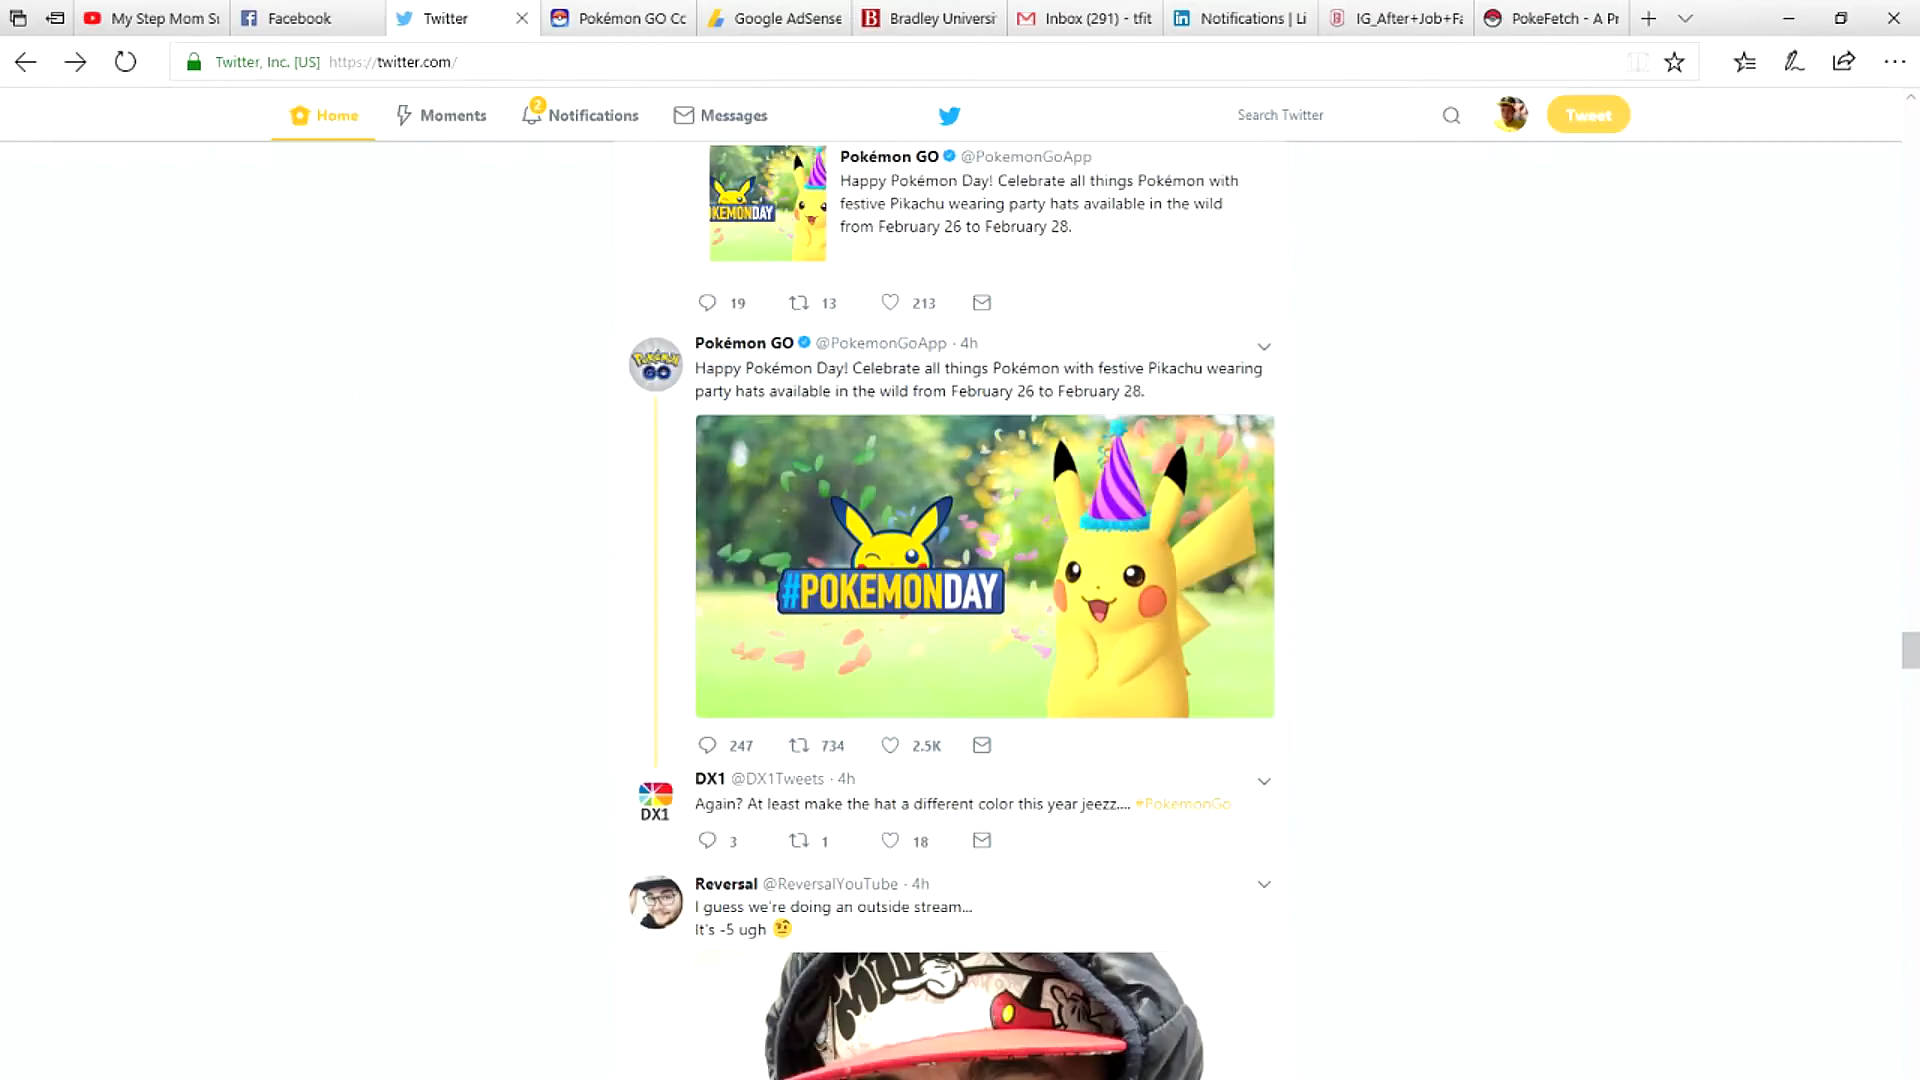 My Step Mom Su
Facebook
Twitter
Pokémon GO Co
Google AdSense
Bradley Universi
Inbox (291) - tfit
Notifications | Li
IG_After+Job+Fa
PokeFetch - A Pr
Twitter, Inc. [US] https://twitter.com/
Home
Moments
2
Notifications
Messages
Search Twitter
Tweet
KEMONDAY
Pokémon GO @PokemonGoApp
Happy Pokémon Day! Celebrate all things Pokémon with
festive Pikachu wearing party hats available in the wild
from February 26 to February 28.
19 13 213
Pokémon GO
Pokémon GO @PokemonGoApp · 4h
Happy Pokémon Day! Celebrate all things Pokémon with festive Pikachu wearing
party hats available in the wild from February 26 to February 28.
#POKEMONDAY
247 734 2.5K
DX1
DX1 @DX1Tweets · 4h
Again? At least make the hat a different color this year jeezz.... #PokemonGo
3 1 18
Reversal @ReversalYouTube · 4h
I guess we're doing an outside stream...
It's -5 ugh 🤨